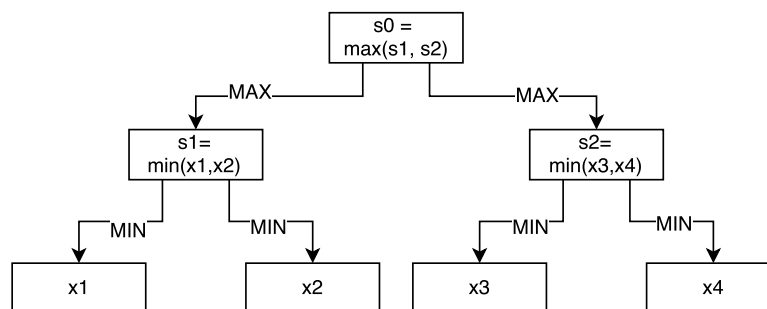 s0 =
max(s1, s2)
MAX
MAX
s1=
min(x1,x2)
s2=
min(x3,x4)
MIN
MIN
MIN
MIN
x1
x2
x3
x4